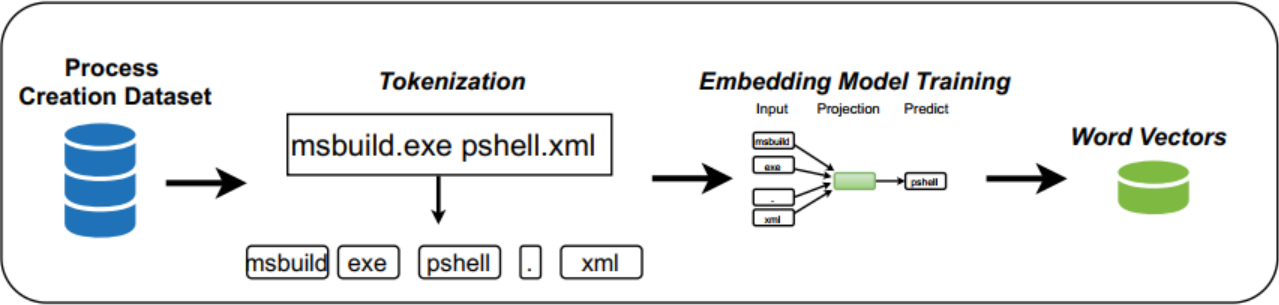 Process
Creation Dataset
Tokenization
msbuild.exe pshell.xml
msbuild exe pshell . xml
Embedding Model Training
Input Projection Predict
msbuild
exe
.
xml
pshell
Word Vectors